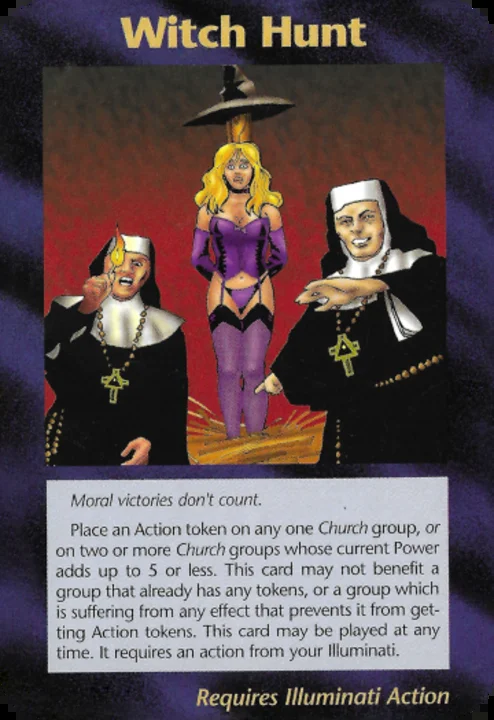 Witch Hunt
Moral victories don't count.
Place an Action token on any one Church group, or
on two or more Church groups whose current Power
adds up to 5 or less. This card may not benefit a
group that already has any tokens, or a group which
is suffering from any effect that prevents it from get-
ting Action tokens. This card may be played at any
time. It requires an action from your Illuminati.
Requires Illuminati Action